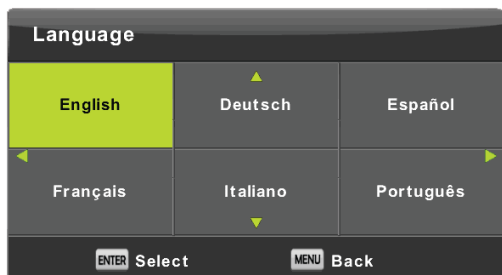 Language
English Deutsch Español
Français Italiano Português
ENTER Select MENU Back